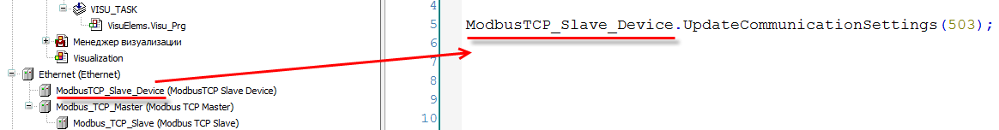 VISU_TASK
VisuElems.Visu_Prg
Менеджер визуализации
Visualization
Ethernet (Ethernet)
ModbusTCP_Slave_Device (ModbusTCP Slave Device)
Modbus_TCP_Master (Modbus TCP Master)
Modbus_TCP_Slave (Modbus TCP Slave)
4
5 ModbusTCP_Slave_Device.UpdateCommunicationSettings(503);
6
7
8
9
10